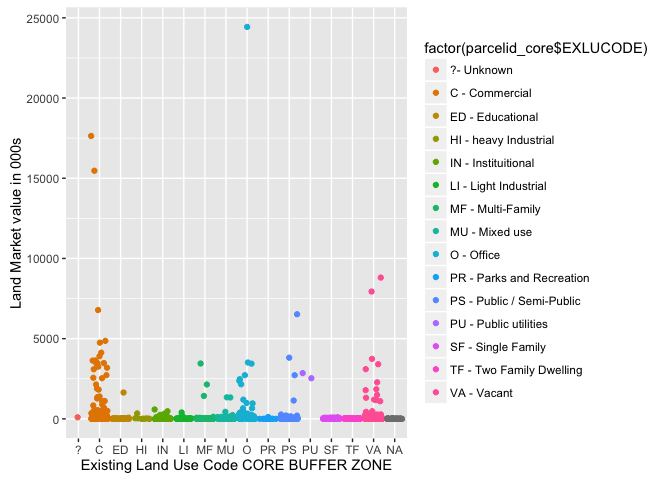 25000
20000
15000
10000
5000
0
Land Market value in 000s
? C ED HI IN LI MF MU O PR PS PU SF TF VA NA
Existing Land Use Code CORE BUFFER ZONE
factor(parcelid_core$EXLUCODE)
?- Unknown
C - Commercial
ED - Educational
HI - heavy Industrial
IN - Instituitional
LI - Light Industrial
MF - Multi-Family
MU - Mixed use
O - Office
PR - Parks and Recreation
PS - Public / Semi-Public
PU - Public utilities
SF - Single Family
TF - Two Family Dwelling
VA - Vacant